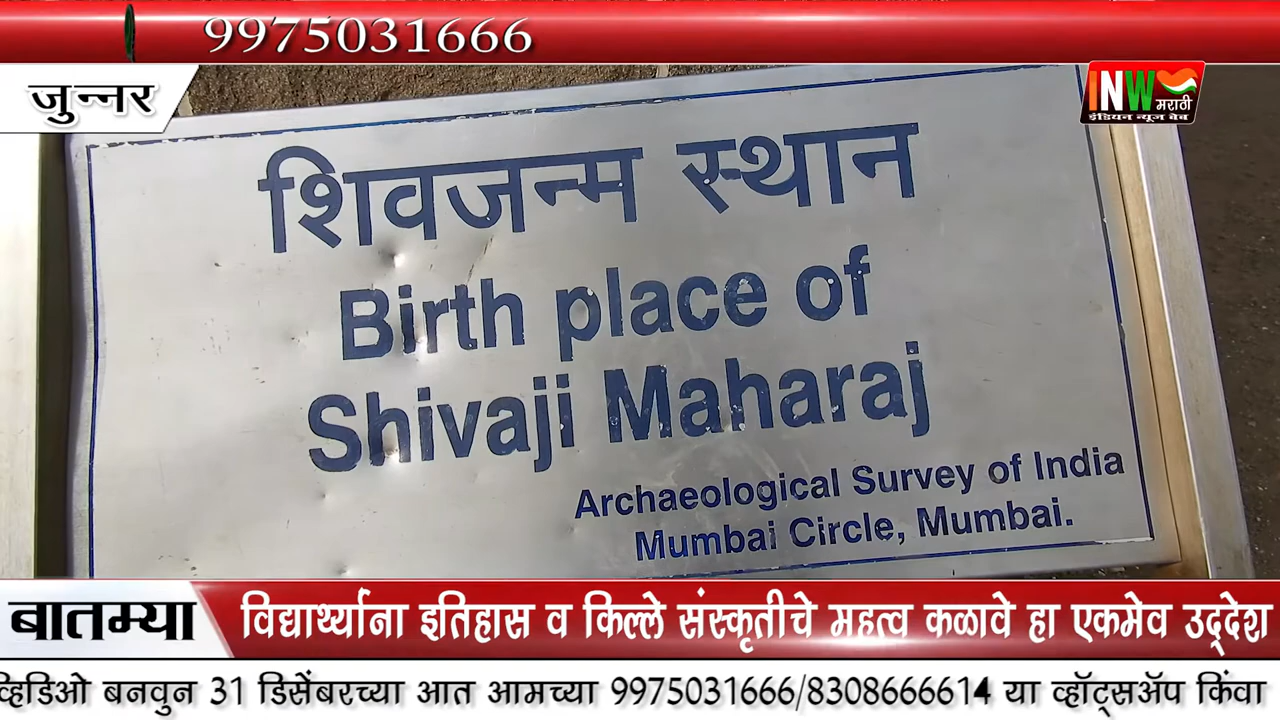 9975031666
जुन्नर
INW मराठी
इंडियन न्यूज वेब
शिवजन्म स्थान
Birth place of
Shivaji Maharaj
Archaeological Survey of India
Mumbai Circle, Mumbai.
बातम्या
विद्यार्थ्यांना इतिहास व किल्ले संस्कृतीचे महत्व कळावे हा एकमेव उद्देश
व्हिडिओ बनवुन 31 डिसेंबरच्या आत आमच्या 9975031666/8308666614 या व्हॉट्सॲप किंवा